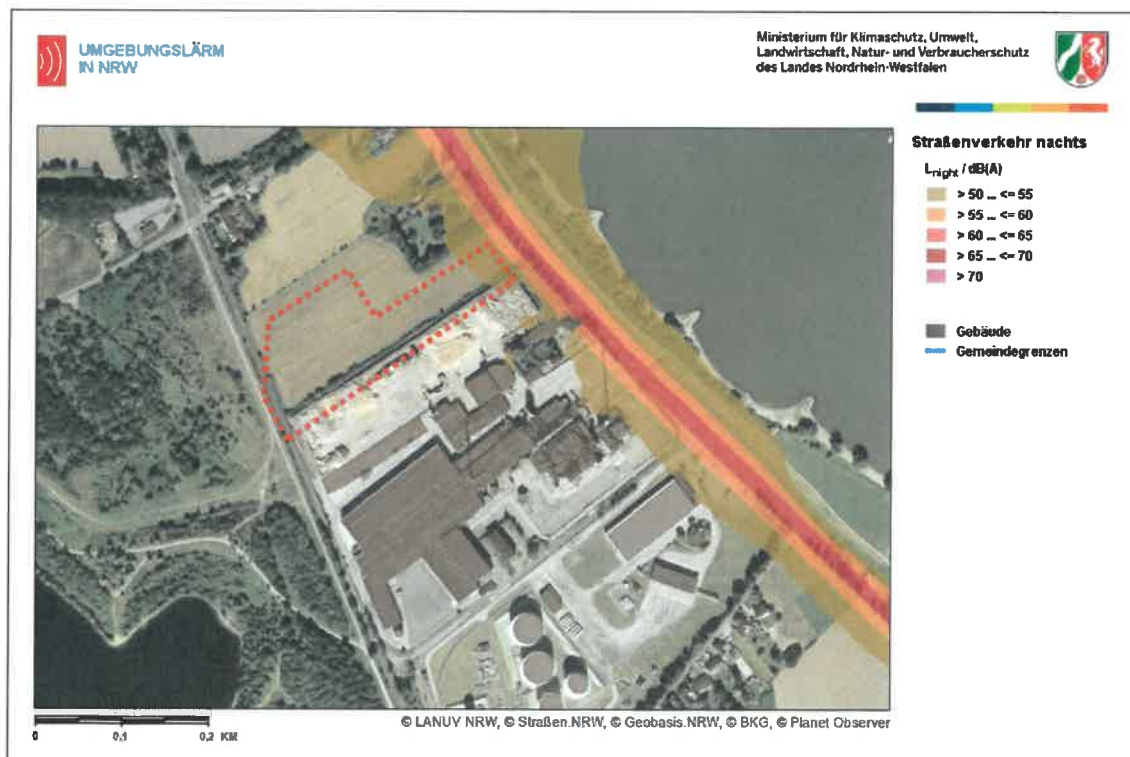 UMGEBUNGSLÄRM
IN NRW
Ministerium für Klimaschutz, Umwelt,
Landwirtschaft, Natur- und Verbraucherschutz
des Landes Nordrhein-Westfalen
Straßenverkehr nachts
Lnight / dB(A)
> 50 ... <= 55
> 55 ... <= 60
> 60 ... <= 65
> 65 ... <= 70
> 70
Gebäude
Gemeindegrenzen
0 0,1 0,2 KM
© LANUV NRW, © Straßen.NRW, © Geobasis.NRW, © BKG, © Planet Observer